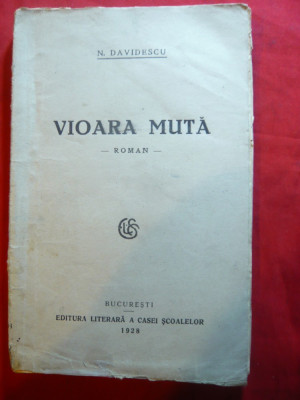 N. DAVIDESCU
VIOARA MUTĂ
— ROMAN —
BUCUREȘTI
EDITURA LITERARĂ A CASEI ȘCOALELOR
1928